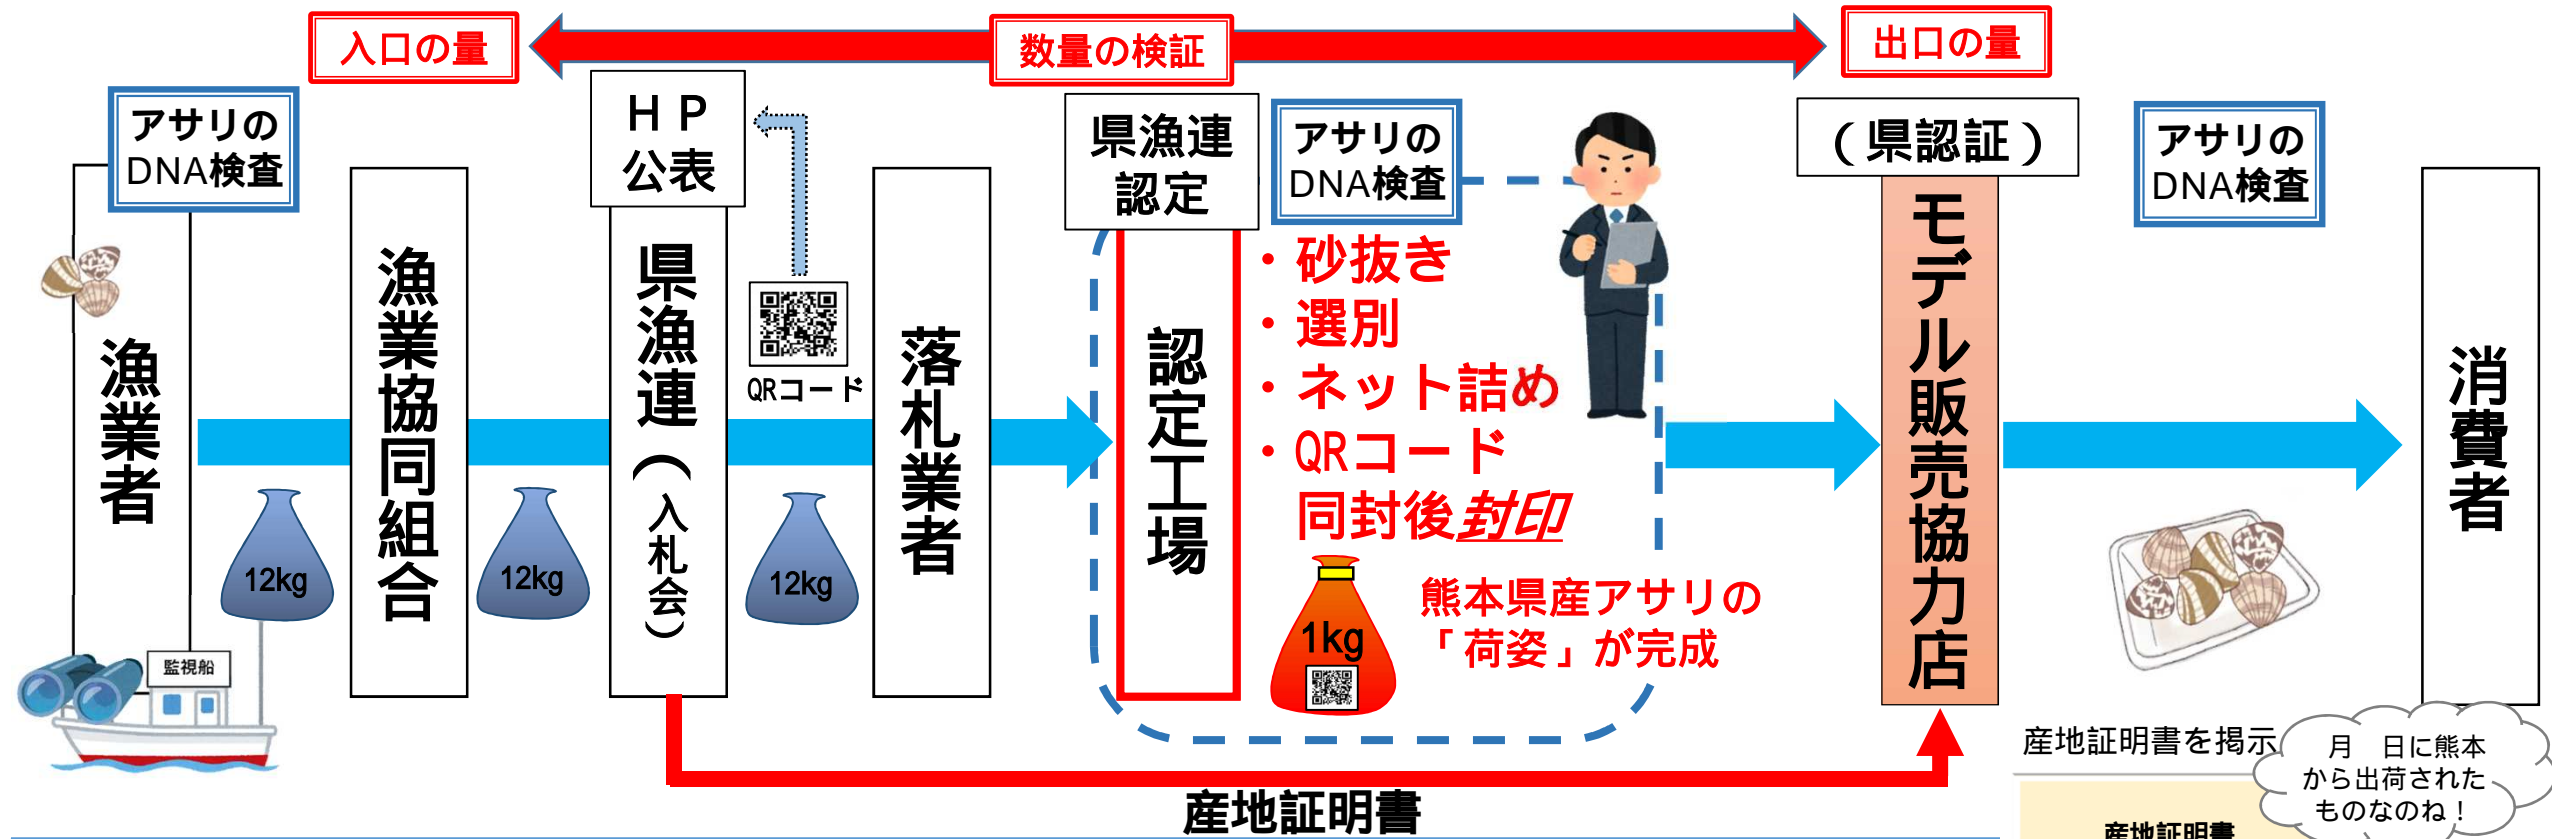 入口の量
数量の検証
出口の量
アサリの
DNA検査
HP
公表
県漁連
認定
アサリの
DNA検査
(県認証)
アサリの
DNA検査
漁業者
漁業協同組合
県漁連(入札会)
QRコード
落札業者
認定工場
・砂抜き
・選別
・ネット詰め
・QRコード
同封後封印
モデル販売協力店
消費者
12kg
12kg
12kg
1kg
熊本県産アサリの
「荷姿」が完成
監視船
産地証明書
産地証明書を掲示
月　日に熊本
から出荷された
ものなのね!
産地証明書